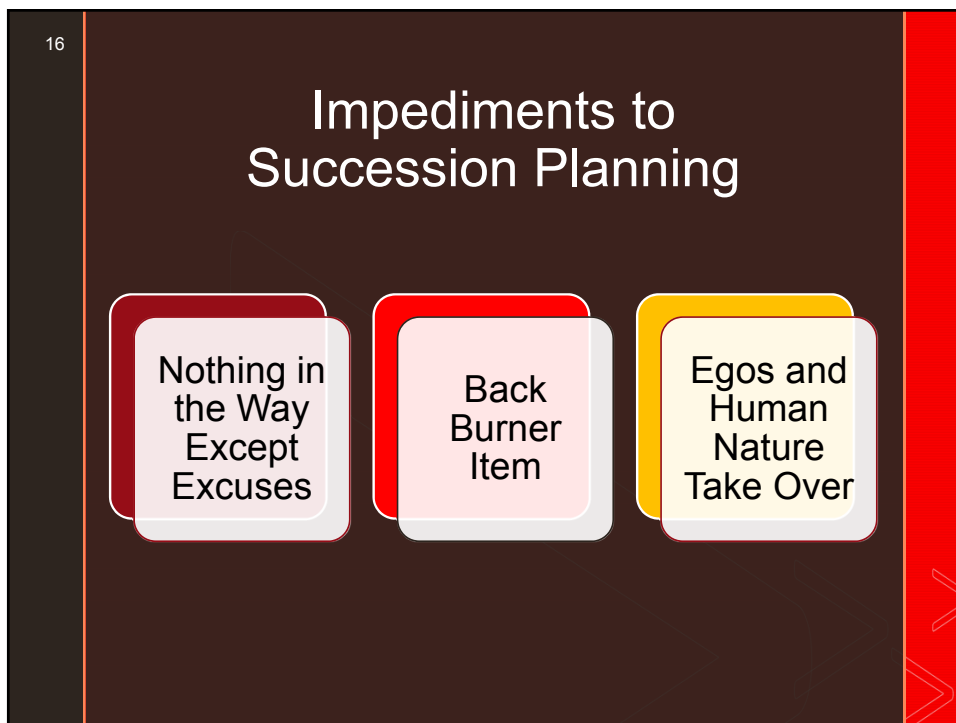 16
Impediments to
Succession Planning
Nothing in
the Way
Except
Excuses
Back
Burner
Item
Egos and
Human
Nature
Take Over